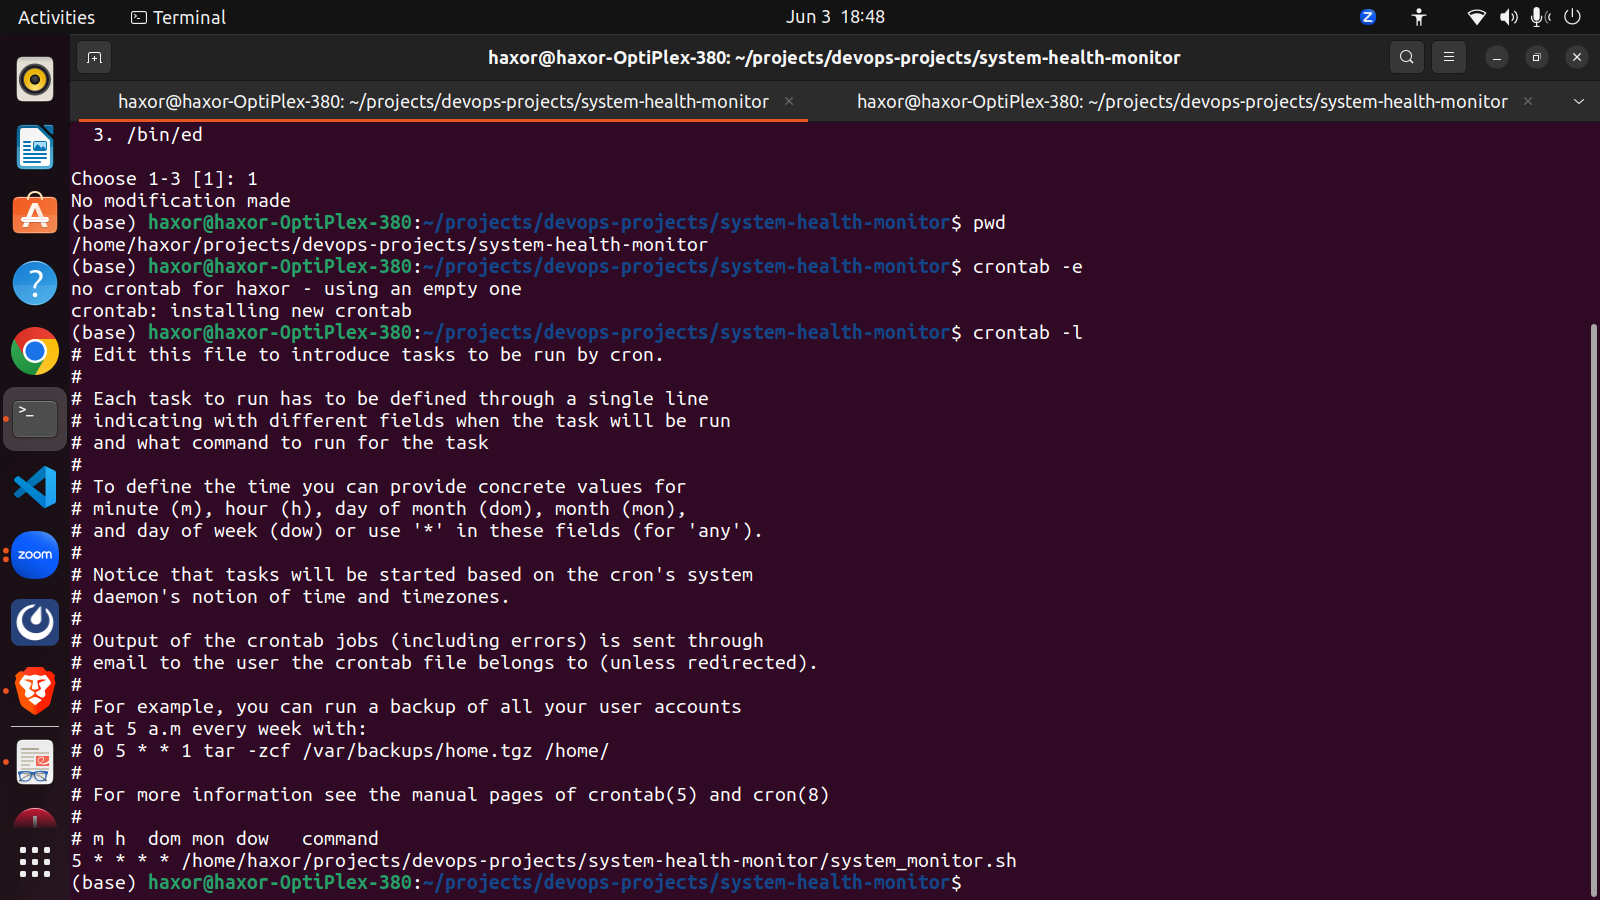 Activities
Terminal
Jun 3 18:48
Z
haxor@haxor-OptiPlex-380: ~/projects/devops-projects/system-health-monitor
haxor@haxor-OptiPlex-380: ~/projects/devops-projects/system-health-monitor
haxor@haxor-OptiPlex-380: ~/projects/devops-projects/system-health-monitor
3. /bin/ed
Choose 1-3 [1]: 1
No modification made
(base) haxor@haxor-OptiPlex-380:~/projects/devops-projects/system-health-monitor$ pwd
/home/haxor/projects/devops-projects/system-health-monitor
(base) haxor@haxor-OptiPlex-380:~/projects/devops-projects/system-health-monitor$ crontab -e
no crontab for haxor - using an empty one
crontab: installing new crontab
(base) haxor@haxor-OptiPlex-380:~/projects/devops-projects/system-health-monitor$ crontab -l
# Edit this file to introduce tasks to be run by cron.
#
# Each task to run has to be defined through a single line
# indicating with different fields when the task will be run
# and what command to run for the task
#
# To define the time you can provide concrete values for
# minute (m), hour (h), day of month (dom), month (mon),
# and day of week (dow) or use '*' in these fields (for 'any').
#
# Notice that tasks will be started based on the cron's system
# daemon's notion of time and timezones.
#
# Output of the crontab jobs (including errors) is sent through
# email to the user the crontab file belongs to (unless redirected).
#
# For example, you can run a backup of all your user accounts
# at 5 a.m every week with:
# 0 5 * * 1 tar -zcf /var/backups/home.tgz /home/
#
# For more information see the manual pages of crontab(5) and cron(8)
#
# m h  dom mon dow   command
5 * * * * /home/haxor/projects/devops-projects/system-health-monitor/system_monitor.sh
(base) haxor@haxor-OptiPlex-380:~/projects/devops-projects/system-health-monitor$
zoom